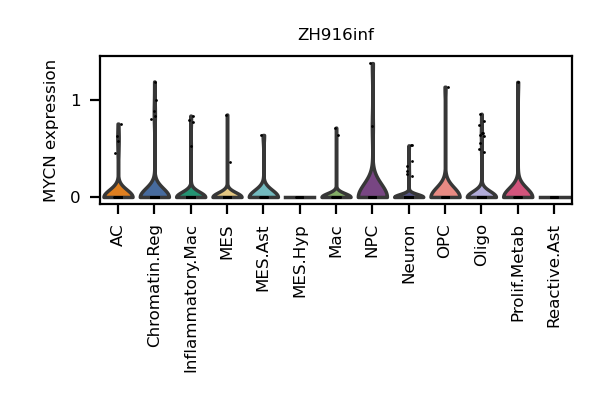 ZH916inf
MYCN expression
1
0
AC
Chromatin.Reg
Inflammatory.Mac
MES
MES.Ast
MES.Hyp
Mac
NPC
Neuron
OPC
Oligo
Prolif.Metab
Reactive.Ast